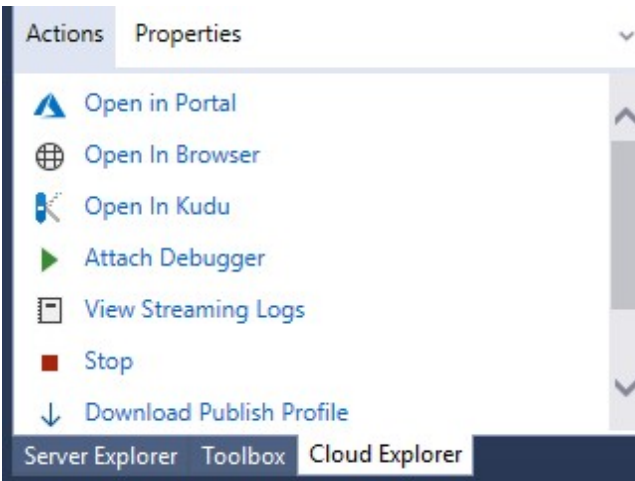 Actions Properties
Open in Portal
Open In Browser
Open In Kudu
Attach Debugger
View Streaming Logs
Stop
Download Publish Profile
Server Explorer Toolbox Cloud Explorer